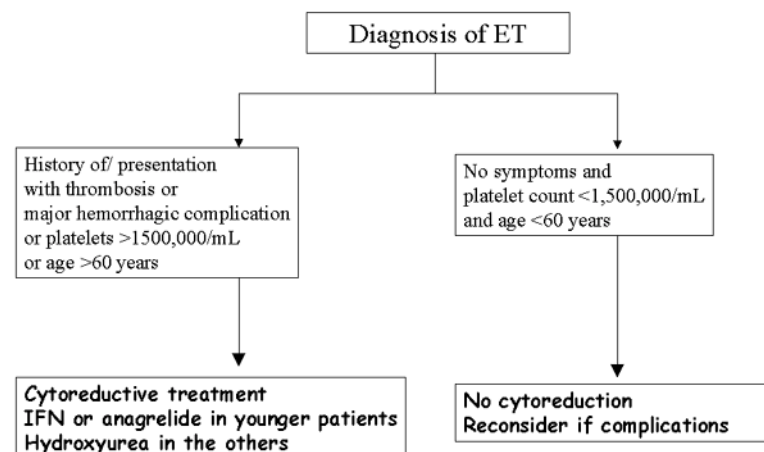 Diagnosis of ET
History of/ presentation
with thrombosis or
major hemorrhagic complication
or platelets >1500,000/mL
or age >60 years
No symptoms and
platelet count <1,500,000/mL
and age <60 years
Cytoreductive treatment
IFN or anagrelide in younger patients
Hydroxyurea in the others
No cytoreduction
Reconsider if complications